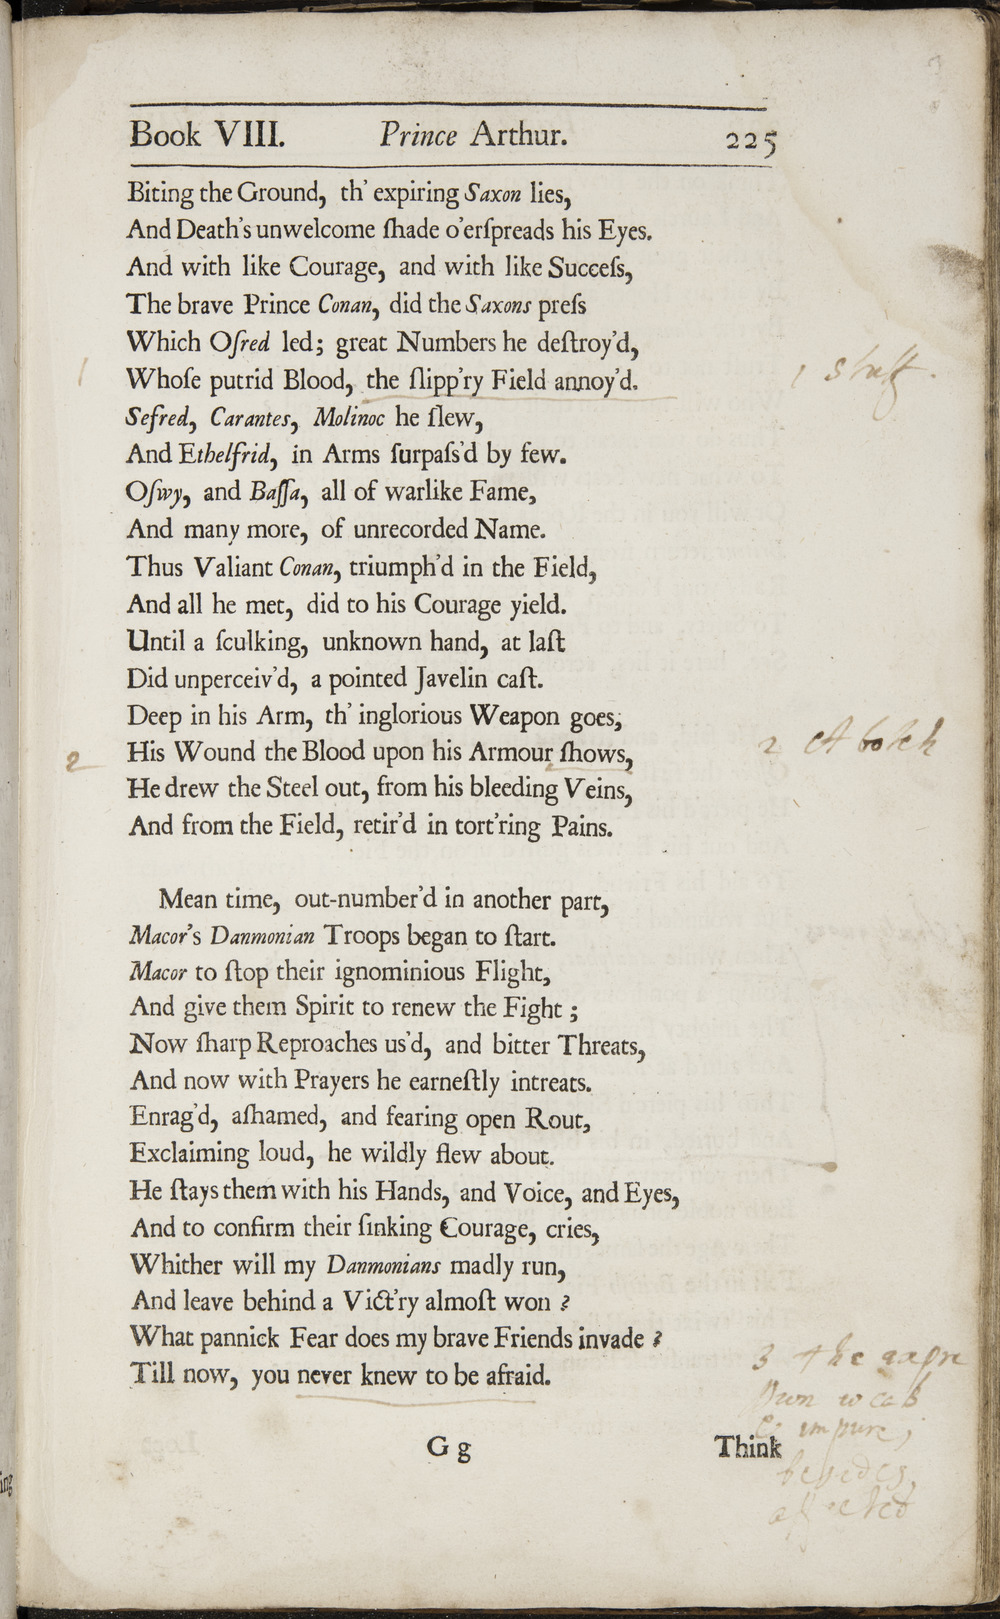 Book VIII. Prince Arthur. 225
Biting the Ground, th' expiring Saxon lies,
And Death's unwelcome ſhade o'erſpreads his Eyes.
And with like Courage, and with like Succeſs,
The brave Prince Conan, did the Saxons preſs
Which Oſred led; great Numbers he deſtroy'd,
1 Whoſe putrid Blood, the ſlipp'ry Field annoy'd. 1 stuff.
Sefred, Carantes, Molinoc he ſlew,
And Ethelfrid, in Arms ſurpaſs'd by few.
Oſwy, and Baſſa, all of warlike Fame,
And many more, of unrecorded Name.
Thus Valiant Conan, triumph'd in the Field,
And all he met, did to his Courage yield.
Until a ſculking, unknown hand, at laſt
Did unperceiv'd, a pointed Javelin caſt.
Deep in his Arm, th' inglorious Weapon goes,
2 His Wound the Blood upon his Armour ſhows, 2 A botch
He drew the Steel out, from his bleeding Veins,
And from the Field, retir'd in tort'ring Pains.
Mean time, out-number'd in another part,
Macor's Danmonian Troops began to ſtart.
Macor to ſtop their ignominious Flight,
And give them Spirit to renew the Fight;
Now ſharp Reproaches us'd, and bitter Threats,
And now with Prayers he earneſtly intreats.
Enrag'd, aſhamed, and fearing open Rout,
Exclaiming loud, he wildly flew about.
He ſtays them with his Hands, and Voice, and Eyes,
And to confirm their ſinking Courage, cries,
Whither will my Danmonians madly run,
And leave behind a Vict'ry almoſt won?
What pannick Fear does my brave Friends invade?
Till now, you never knew to be afraid.
3 the
weak
& impure;
besides,
affected
G g Think
ing